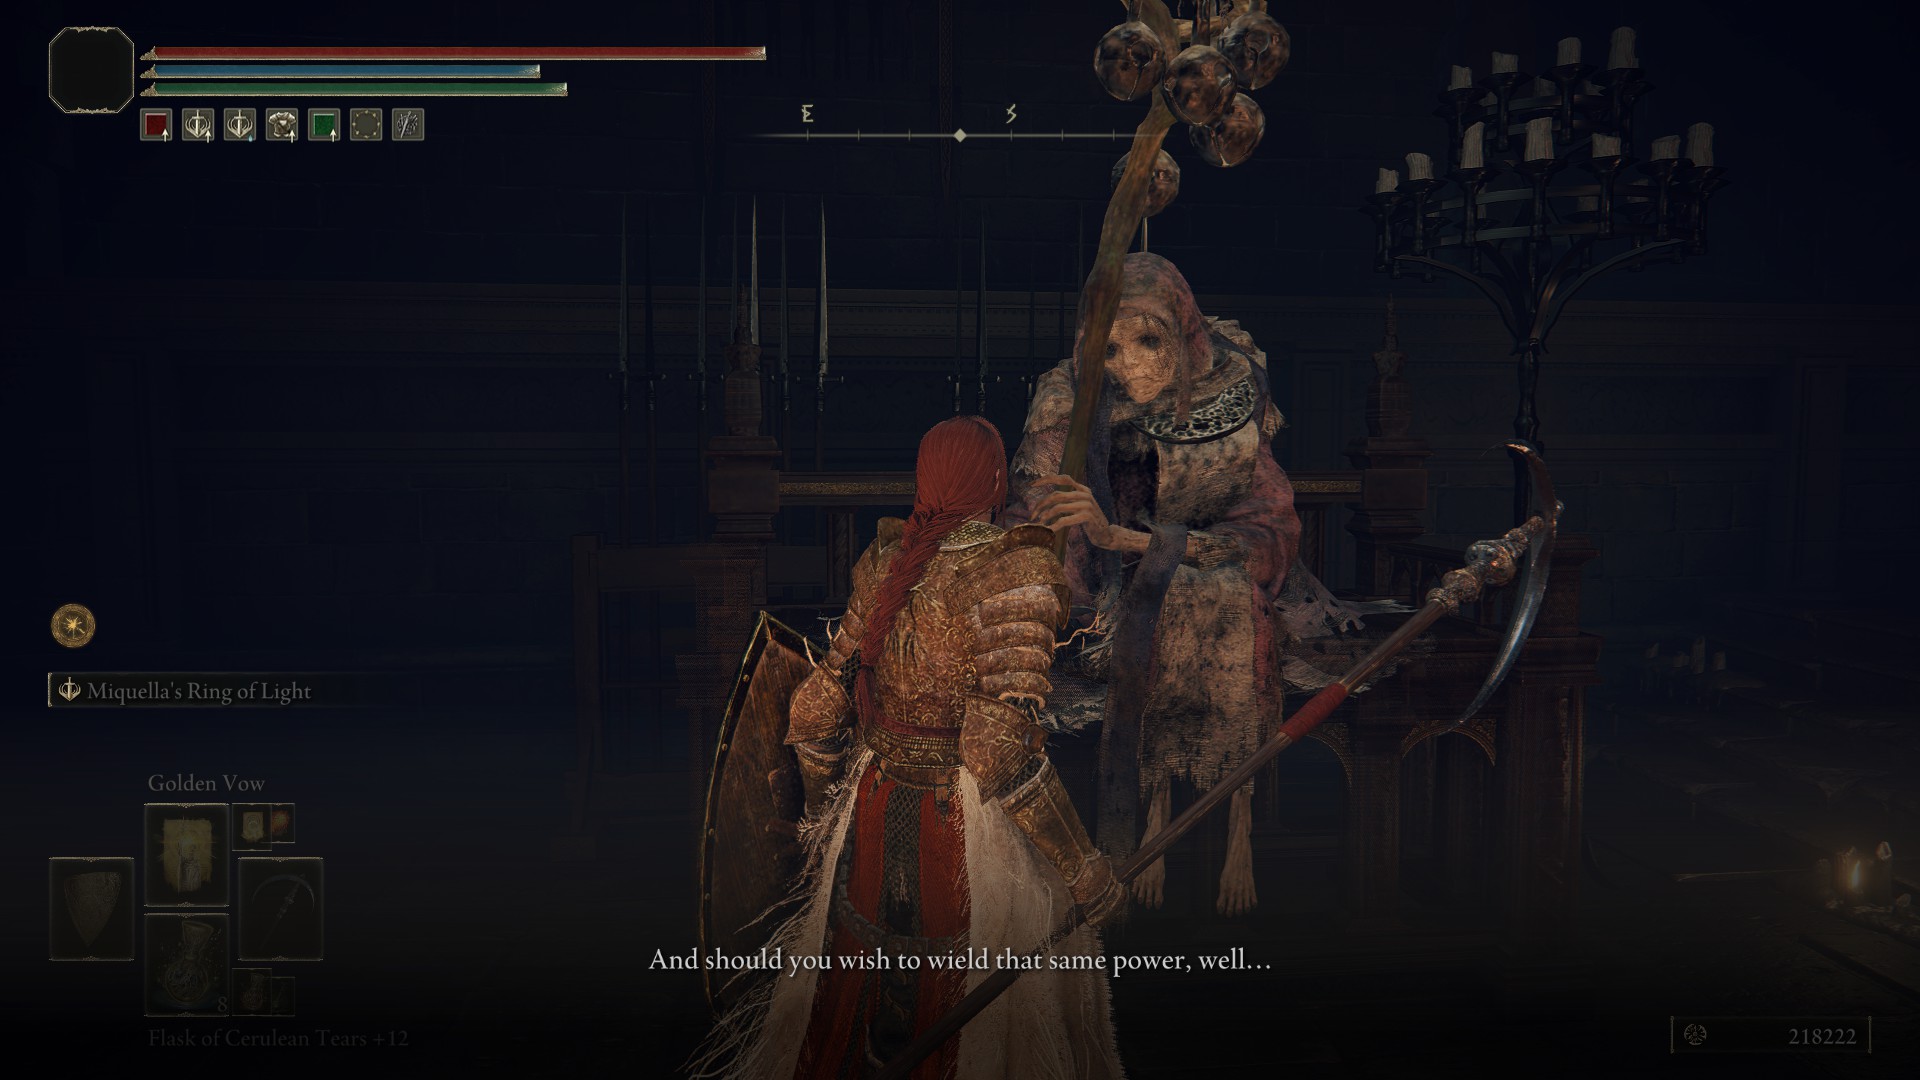 E S
Miquella's Ring of Light
Golden Vow
8
Flask of Cerulean Tears +12
And should you wish to wield that same power, well...
218222